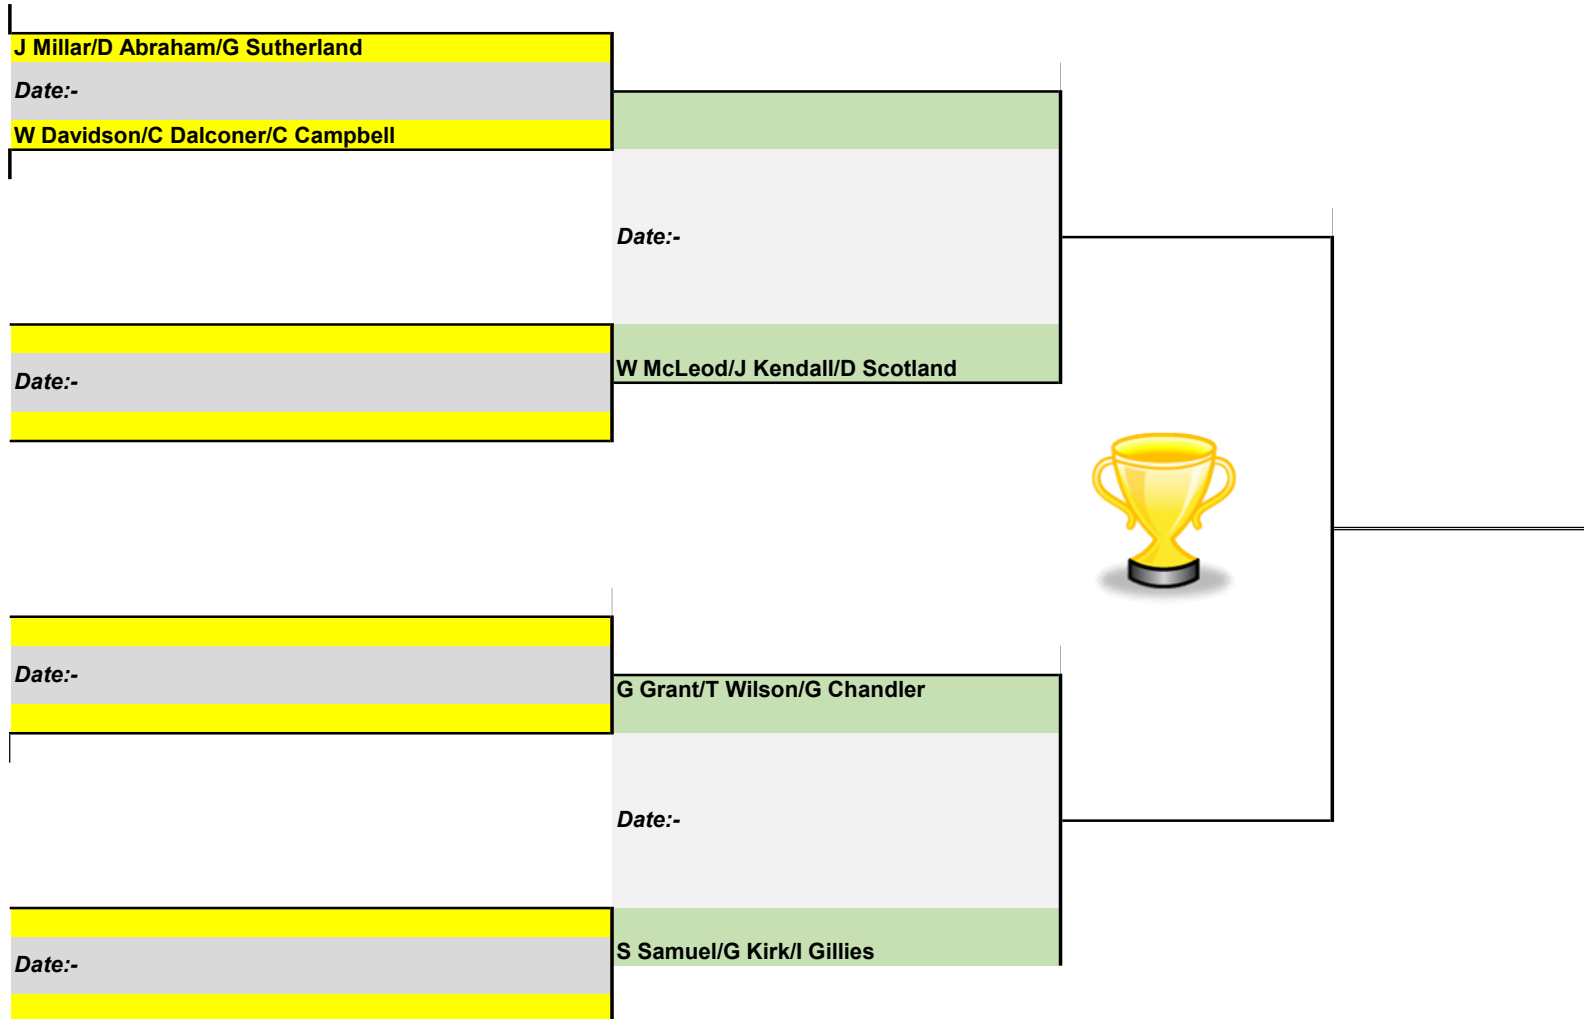 J Millar/D Abraham/G Sutherland
Date:-
W Davidson/C Dalconer/C Campbell
Date:-
W McLeod/J Kendall/D Scotland
Date:-
Date:-
G Grant/T Wilson/G Chandler
Date:-
S Samuel/G Kirk/I Gillies
Date:-